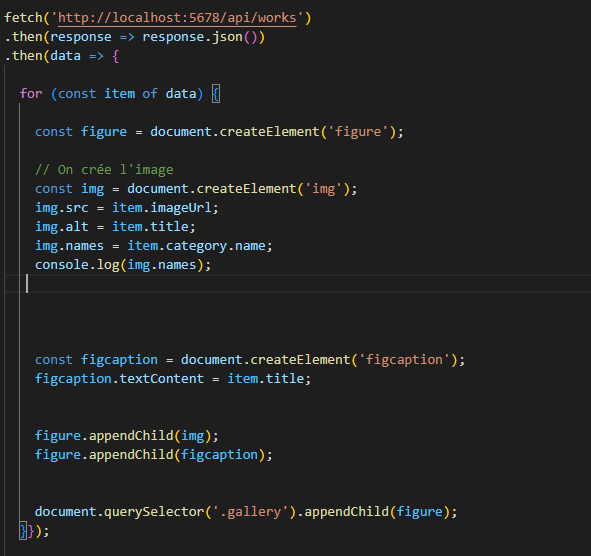 fetch('http://localhost:5678/api/works')
.then(response => response.json())
.then(data => {
for (const item of data) {
const figure = document.createElement('figure');
// On crée l'image
const img = document.createElement('img');
img.src = item.imageUrl;
img.alt = item.title;
img.names = item.category.name;
console.log(img.names);
const figcaption = document.createElement('figcaption');
figcaption.textContent = item.title;
figure.appendChild(img);
figure.appendChild(figcaption);
document.querySelector('.gallery').appendChild(figure);
}});